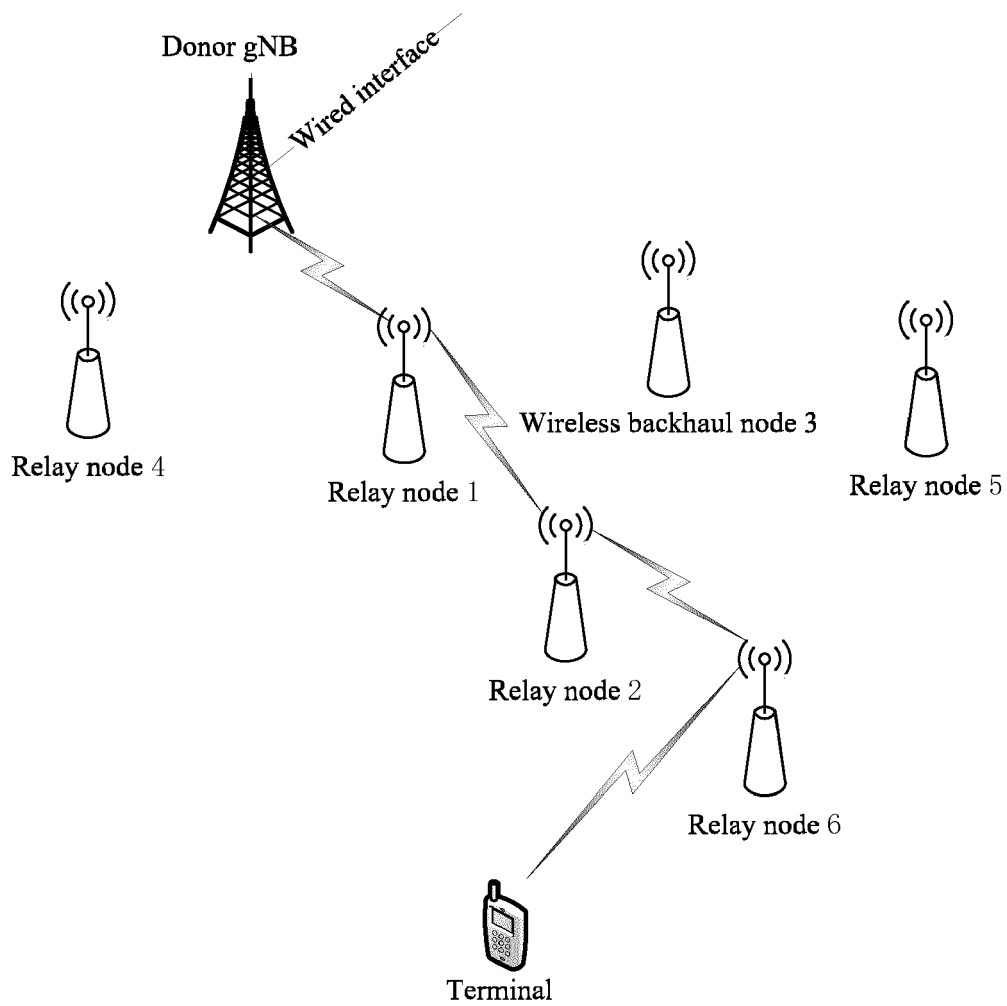 Donor gNB
Wired interface
Wireless backhaul node 3
Relay node 4
Relay node 1
Relay node 5
Relay node 2
Relay node 6
Terminal